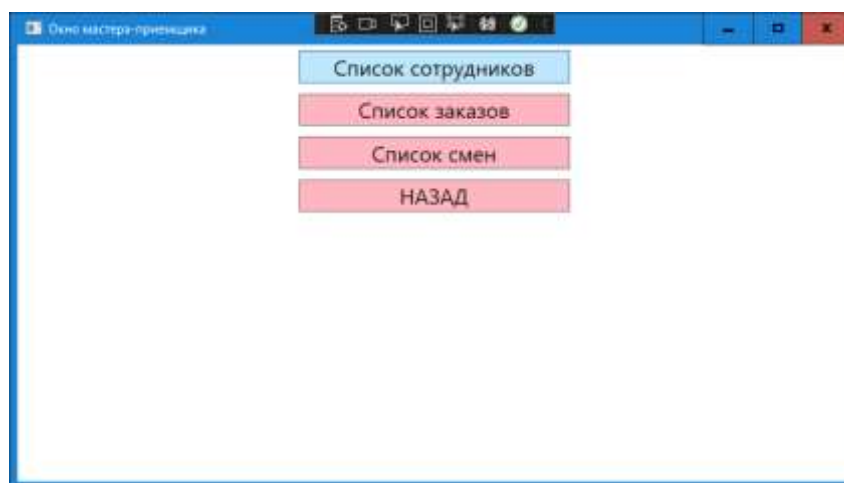 Окно мастера-приемщика
Список сотрудников
Список заказов
Список смен
НАЗАД